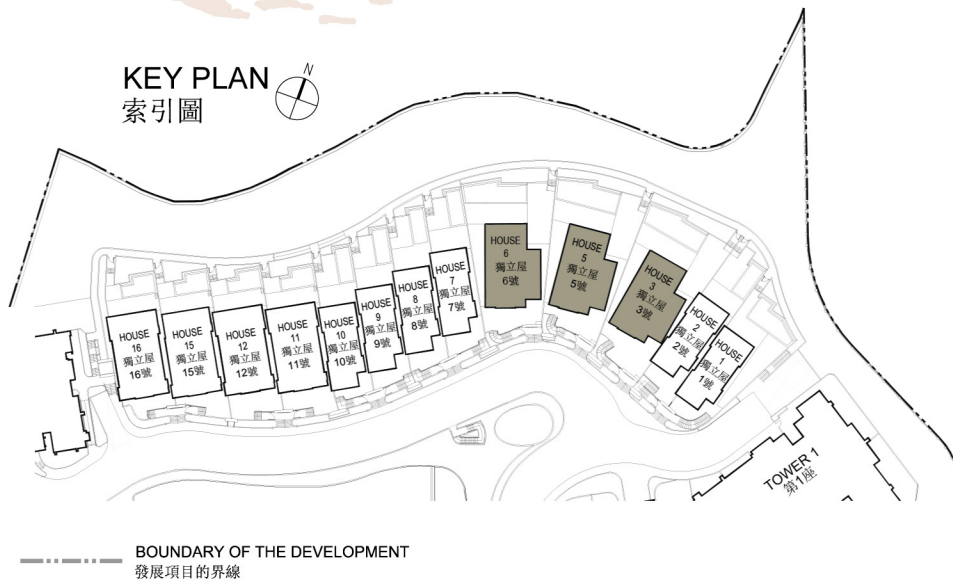 KEY PLAN
索引圖
N
HOUSE
6
獨立屋
6號
HOUSE
5
獨立屋
5號
HOUSE
3
獨立屋
3號
HOUSE
7
獨立屋
7號
HOUSE
8
獨立屋
8號
HOUSE
9
獨立屋
9號
HOUSE
10
獨立屋
10號
HOUSE
11
獨立屋
11號
HOUSE
12
獨立屋
12號
HOUSE
15
獨立屋
15號
HOUSE
16
獨立屋
16號
HOUSE
2
獨立屋
2號
HOUSE
1
獨立屋
1號
TOWER 1
第1座
BOUNDARY OF THE DEVELOPMENT
發展項目的界線